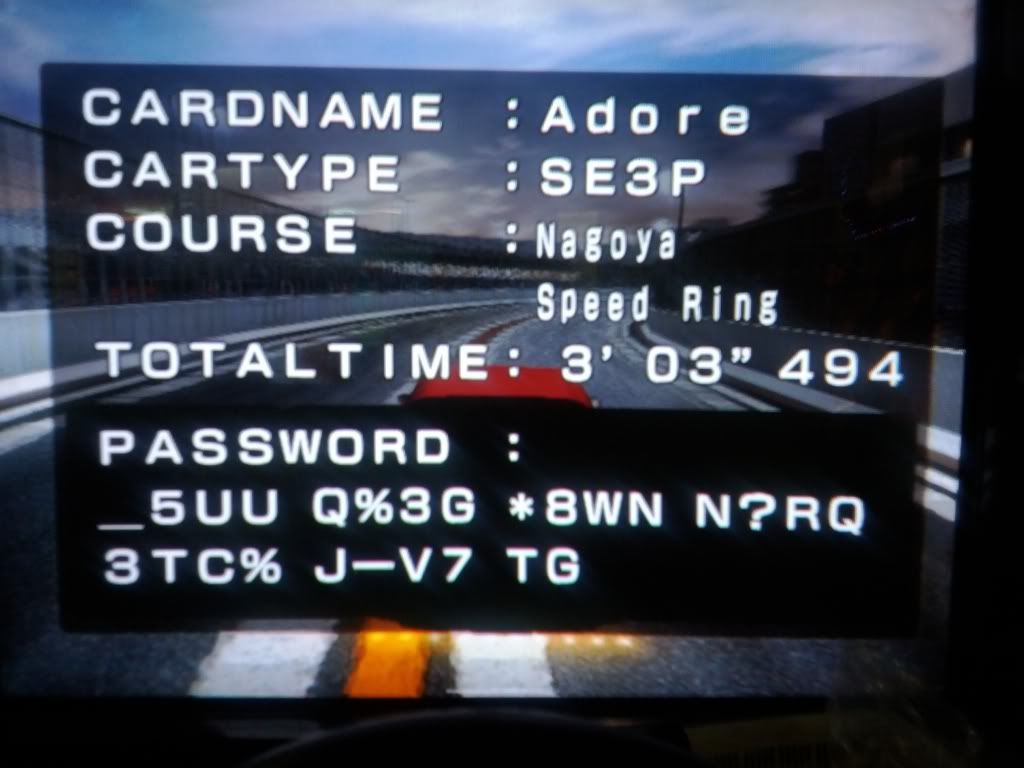 CARDNAME : Adore
CARTYPE : SE3P
COURSE : Nagoya
Speed Ring
TOTALTIME: 3’ 03” 494
PASSWORD :
_5UU Q%3G *8WN N?RQ
3TC% J—V7 TG